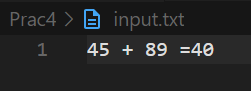 Prac4 > input.txt
1 45 + 89 =40